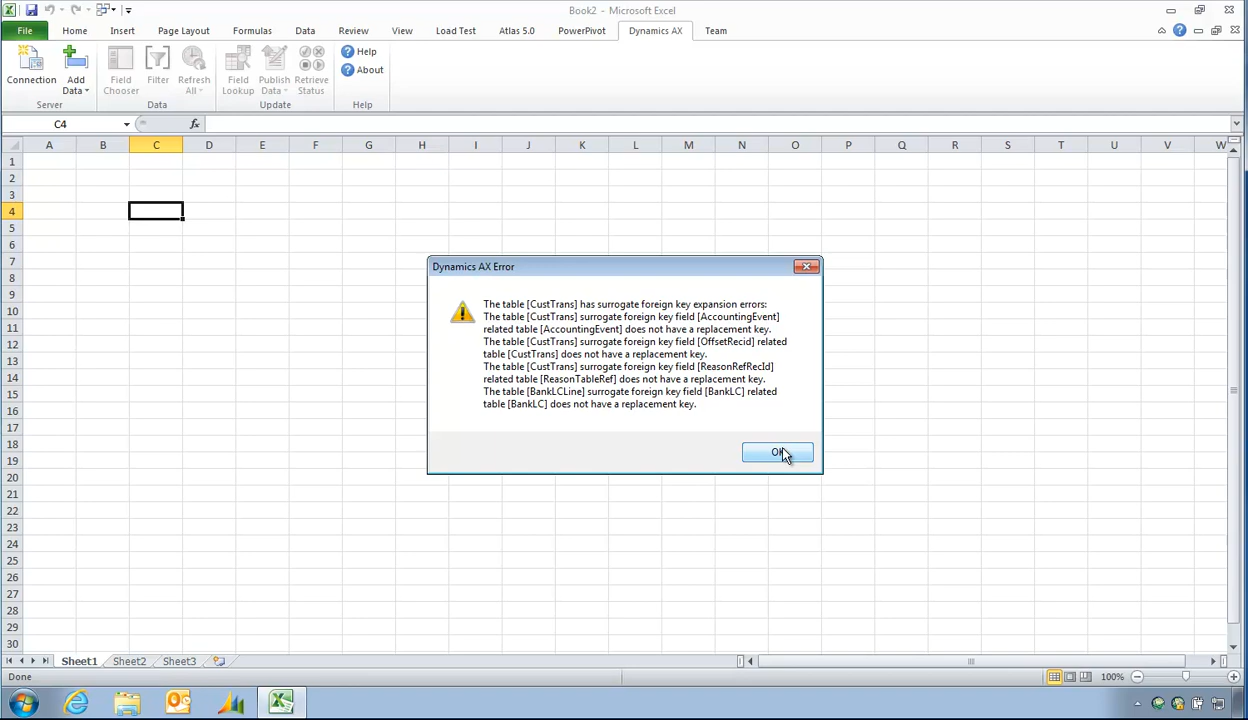 Book2 - Microsoft Excel
File Home Insert Page Layout Formulas Data Review View Load Test Atlas 5.0 PowerPivot Dynamics AX Team
Connection
Add Data
Field Chooser
Filter
Refresh All
Field Lookup
Publish Data
Retrieve Status
Help
About
Server Data Update Help
C4 fx
A B C D E F G H I J K L M N O P Q R S T U V W
1
2
3
4
5
6
7
8
9
10
11
12
13
14
15
16
17
18
19
20
21
22
23
24
25
26
27
28
29
30
Dynamics AX Error
The table [CustTrans] has surrogate foreign key expansion errors:
The table [CustTrans] surrogate foreign key field [AccountingEvent]
related table [AccountingEvent] does not have a replacement key.
The table [CustTrans] surrogate foreign key field [OffsetRecid] related
table [CustTrans] does not have a replacement key.
The table [CustTrans] surrogate foreign key field [ReasonRefRecId]
related table [ReasonTableRef] does not have a replacement key.
The table [BankLCLine] surrogate foreign key field [BankLC] related
table [BankLC] does not have a replacement key.
OK
Sheet1 Sheet2 Sheet3
Done 100%